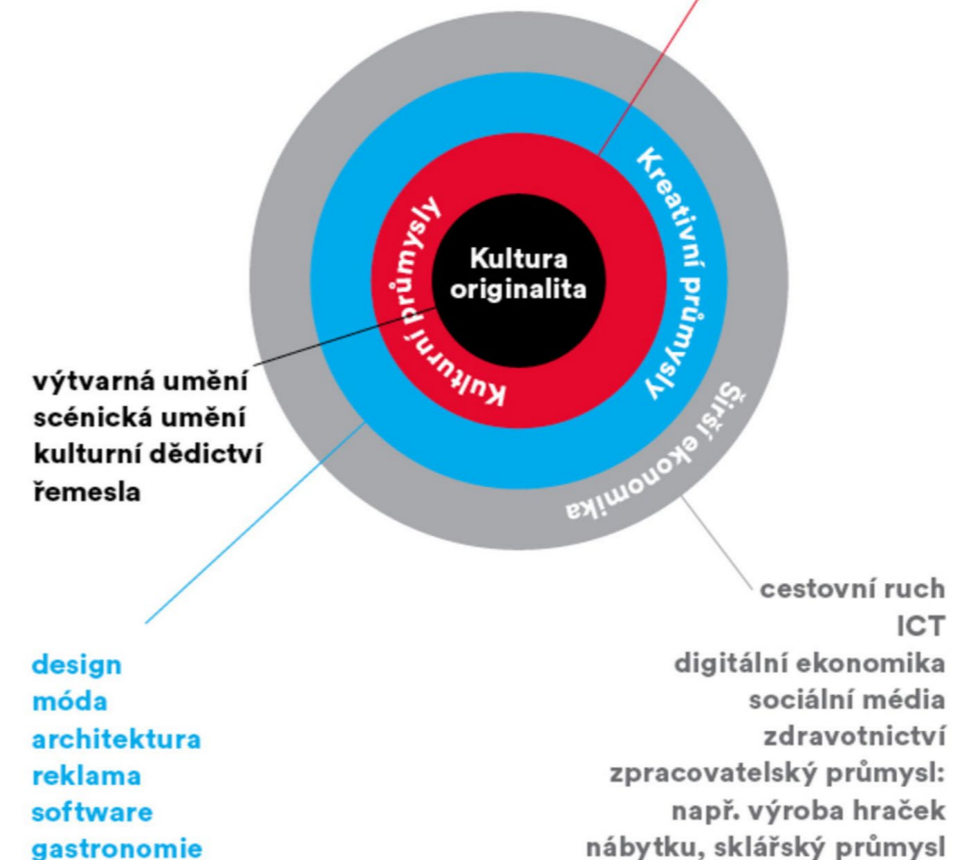 Kultura
originalita
Kulturní průmysly
Kreativní průmysly
Širší ekonomika
výtvarná umění
scénická umění
kulturní dědictví
řemesla
design
móda
architektura
reklama
software
gastronomie
cestovní ruch
ICT
digitální ekonomika
sociální média
zdravotnictví
zpracovatelský průmysl:
např. výroba hraček
nábytku, sklářský průmysl